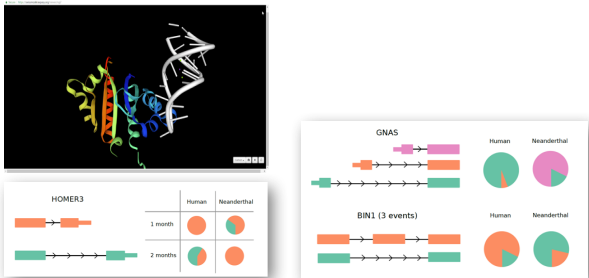 HOMER3
Human Neanderthal
1 month
2 months
GNAS
Human Neanderthal
BIN1 (3 events)
Human Neanderthal